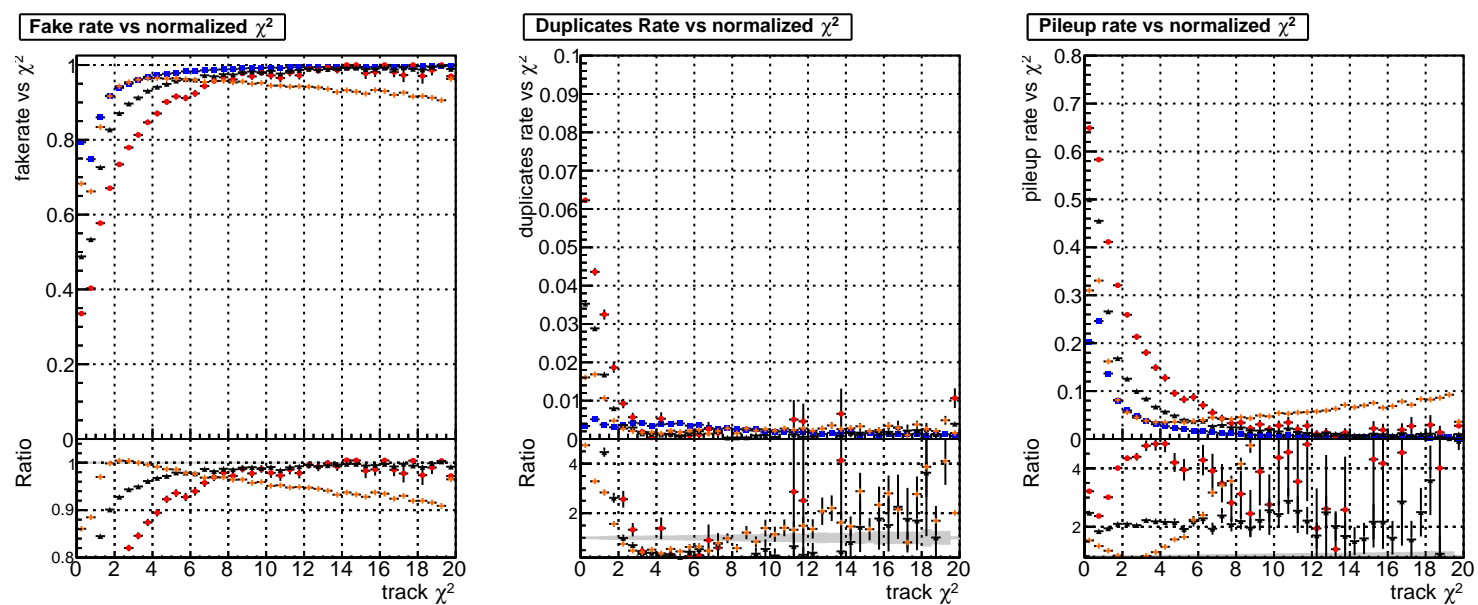 Fake rate vs normalized χ²
fakerate vs χ²
1
0.8
0.6
0.4
0.2
0
Ratio
1
0.9
0.8
0 2 4 6 8 10 12 14 16 18 20
track χ²
Duplicates Rate vs normalized χ²
duplicates rate vs χ²
0.1
0.09
0.08
0.07
0.06
0.05
0.04
0.03
0.02
0.01
0
Ratio
4
2
0 2 4 6 8 10 12 14 16 18 20
track χ²
Pileup rate vs normalized χ²
pileup rate vs χ²
0.8
0.7
0.6
0.5
0.4
0.3
0.2
0.1
0
Ratio
4
2
0 2 4 6 8 10 12 14 16 18 20
track χ²